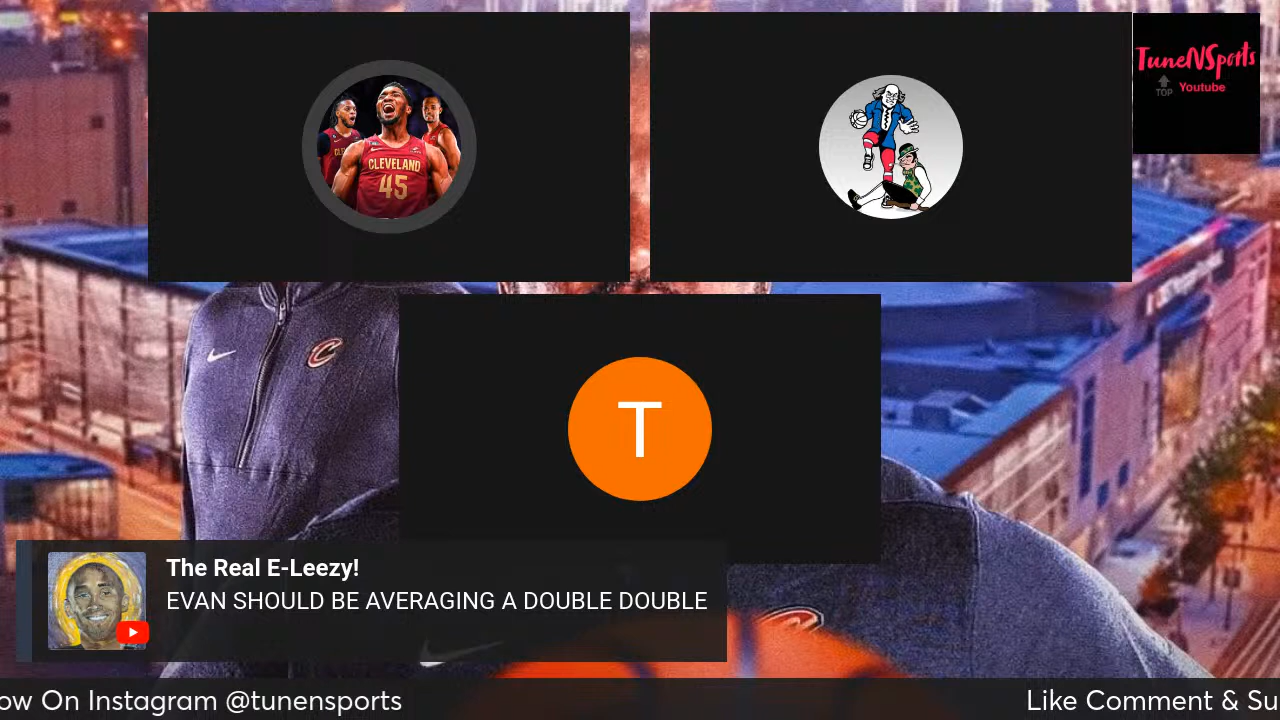 TuneNSports
TOP
Youtube
CLEVELAND
45
T
The Real E-Leezy!
EVAN SHOULD BE AVERAGING A DOUBLE DOUBLE
ow On Instagram @tunensports
Like Comment & Su